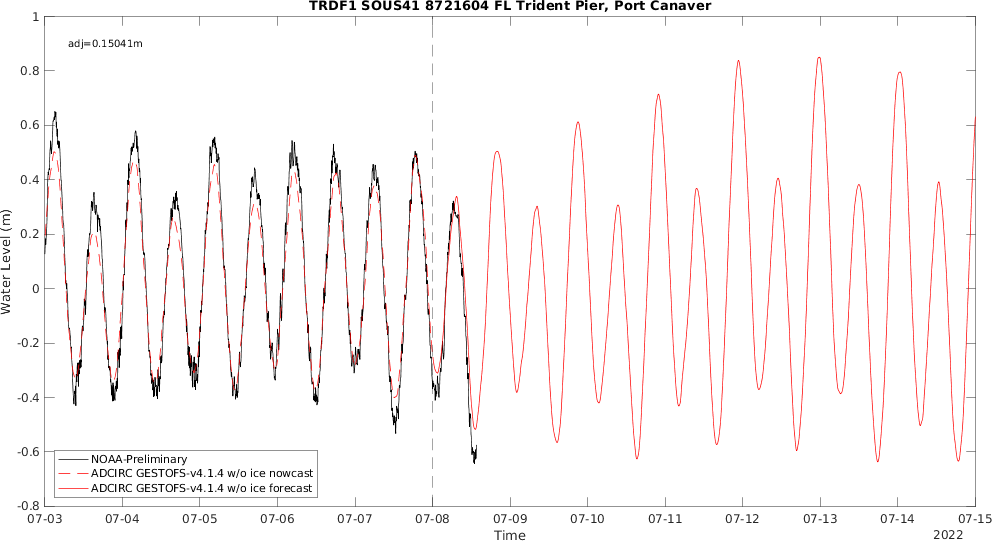 TRDF1 SOUS41 8721604 FL Trident Pier, Port Canaver
adj=0.15041m
Water Level (m)
1
0.8
0.6
0.4
0.2
0
-0.2
-0.4
-0.6
-0.8
NOAA-Preliminary
ADCIRC GESTOFS-v4.1.4 w/o ice nowcast
ADCIRC GESTOFS-v4.1.4 w/o ice forecast
07-03 07-04 07-05 07-06 07-07 07-08 07-09 07-10 07-11 07-12 07-13 07-14 07-15
Time
2022